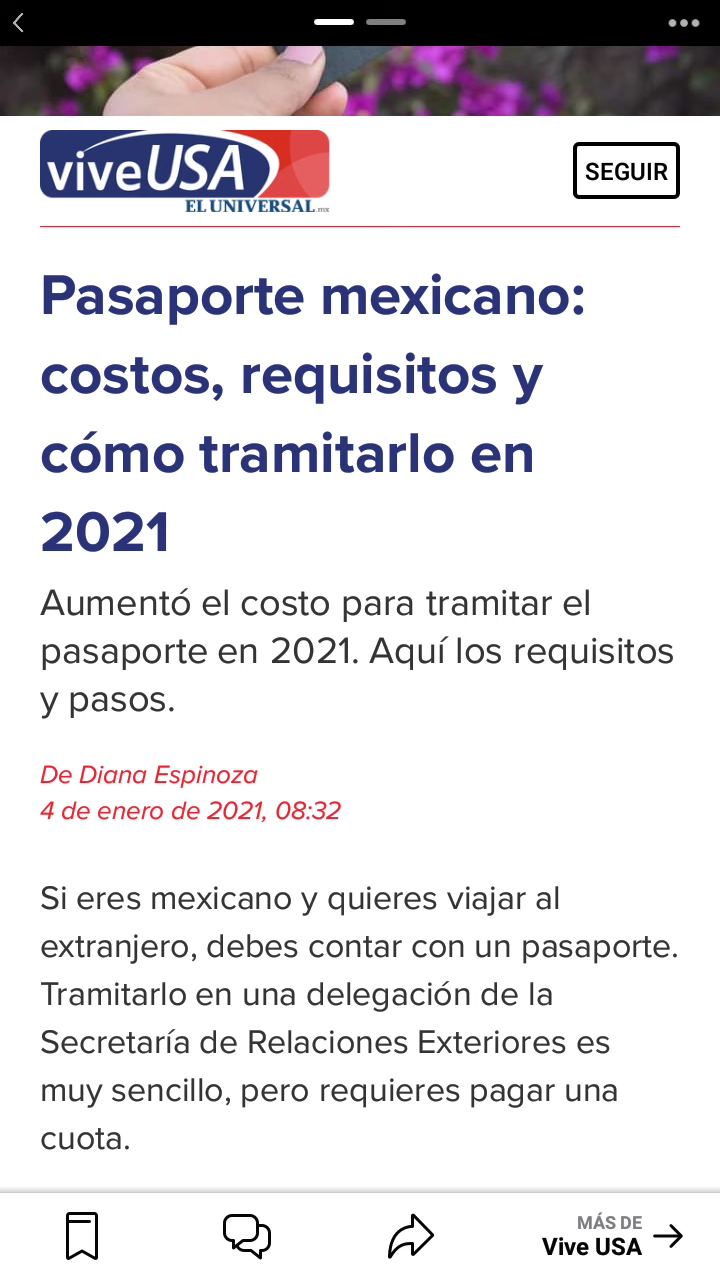 viveUSA
EL UNIVERSAL.mx
SEGUIR
Pasaporte mexicano:
costos, requisitos y
cómo tramitarlo en
2021
Aumentó el costo para tramitar el
pasaporte en 2021. Aquí los requisitos
y pasos.
De Diana Espinoza
4 de enero de 2021, 08:32
Si eres mexicano y quieres viajar al
extranjero, debes contar con un pasaporte.
Tramitarlo en una delegación de la
Secretaría de Relaciones Exteriores es
muy sencillo, pero requieres pagar una
cuota.
MÁS DE
Vive USA